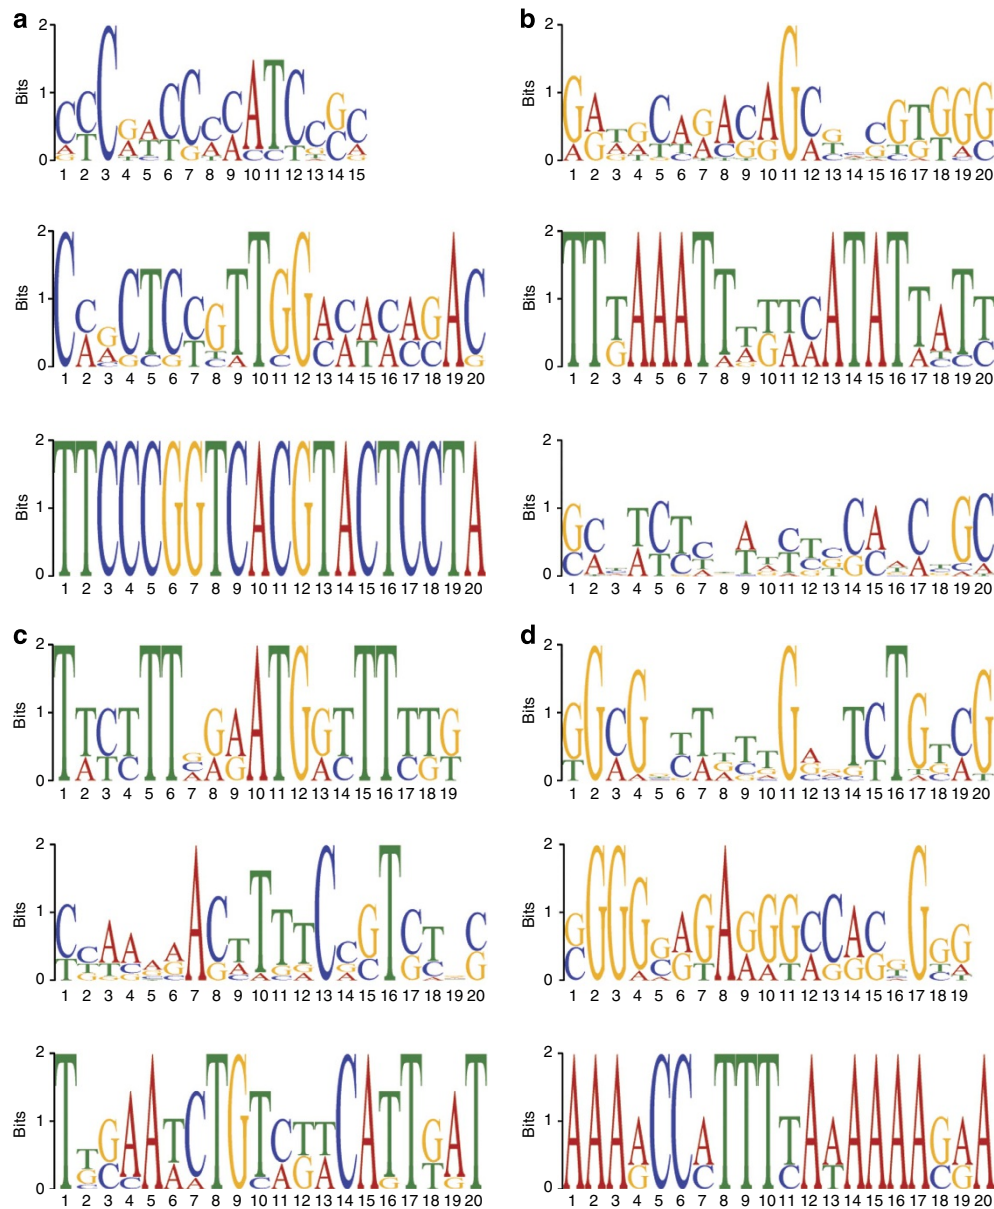 a
b
2
1
0
Bits
CCCGACCCCATCCGC
1 2 3 4 5 6 7 8 9 10 11 12 13 14 15
2
1
0
Bits
GATGCAGACAGCGCGTGGG
1 2 3 4 5 6 7 8 9 10 11 12 13 14 15 16 17 18 19 20
2
1
0
Bits
CCGCTCCGTTGGACACAGAC
1 2 3 4 5 6 7 8 9 10 11 12 13 14 15 16 17 18 19 20
2
1
0
Bits
TTTAAATTTTTCATATTATT
1 2 3 4 5 6 7 8 9 10 11 12 13 14 15 16 17 18 19 20
2
1
0
Bits
TTCCCGGTCACGTACTCCTA
1 2 3 4 5 6 7 8 9 10 11 12 13 14 15 16 17 18 19 20
2
1
0
Bits
GCTCTCATCTCCAACGC
1 2 3 4 5 6 7 8 9 10 11 12 13 14 15 16 17 18 19 20
c
d
2
1
0
Bits
TTCTTTGGAATGGTTTTTG
1 2 3 4 5 6 7 8 9 10 11 12 13 14 15 16 17 18 19
2
1
0
Bits
GGCGTTTTTGATCTGTCG
1 2 3 4 5 6 7 8 9 10 11 12 13 14 15 16 17 18 19 20
2
1
0
Bits
CCAAAAACTTTTCCGTCTC
1 2 3 4 5 6 7 8 9 10 11 12 13 14 15 16 17 18 19 20
2
1
0
Bits
GGGGGAGAGGGCCACGGGG
1 2 3 4 5 6 7 8 9 10 11 12 13 14 15 16 17 18 19
2
1
0
Bits
TTGAATCTGTCTTCATTGAT
1 2 3 4 5 6 7 8 9 10 11 12 13 14 15 16 17 18 19 20
2
1
0
Bits
AAAACCATTTTAAAAAAGAA
1 2 3 4 5 6 7 8 9 10 11 12 13 14 15 16 17 18 19 20